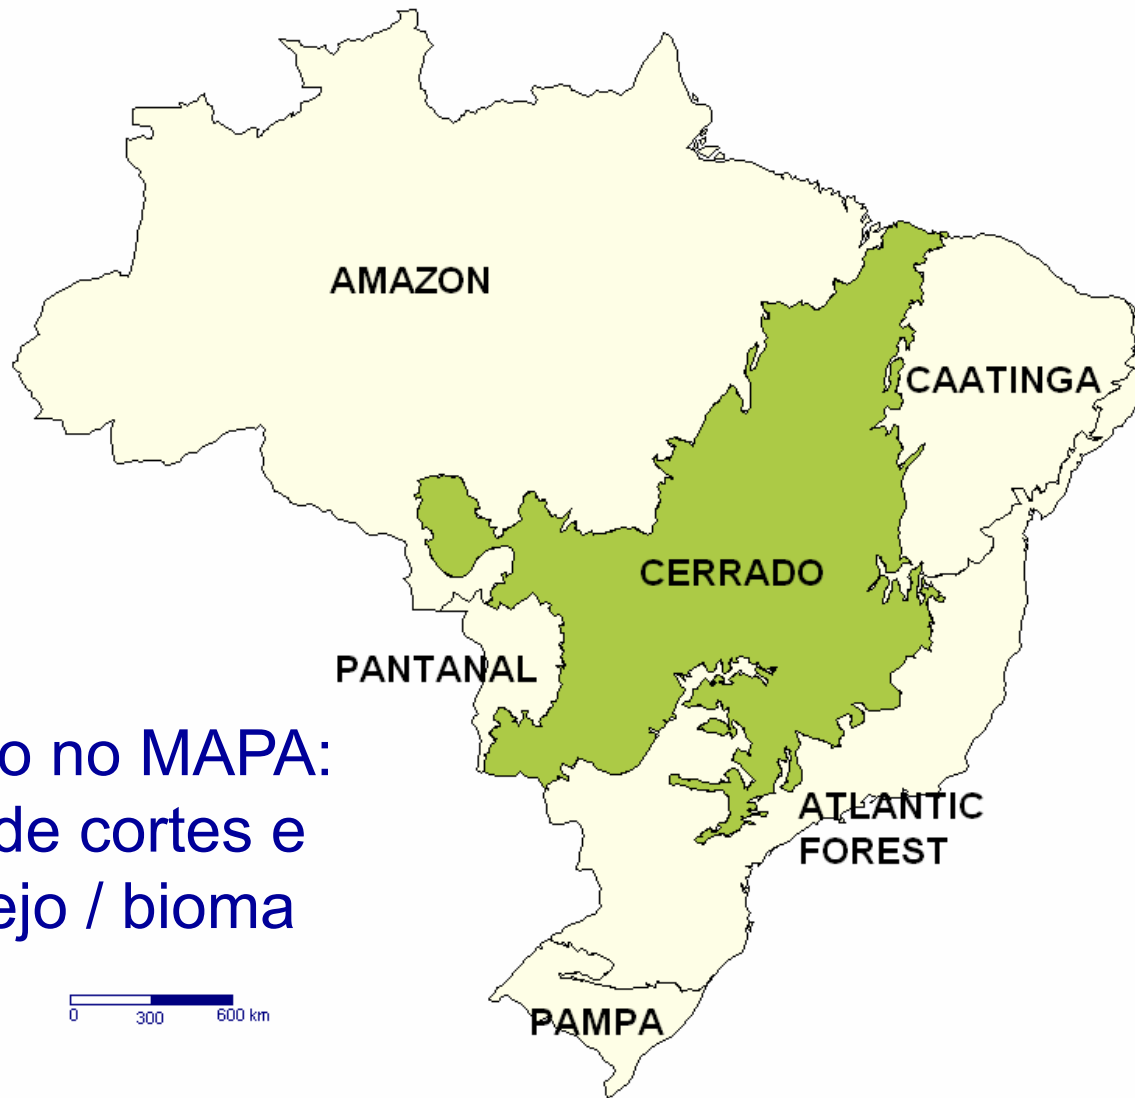 AMAZON
CAATINGA
CERRADO
PANTANAL
o no MAPA:
de cortes e
ejo / bioma
ATLANTIC
FOREST
0 300 600 km
PAMPA